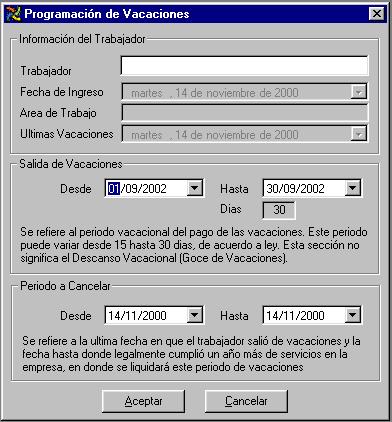 Programación de Vacaciones
Información del Trabajador
Trabajador
Fecha de Ingreso martes , 14 de noviembre de 2000
Area de Trabajo
Ultimas Vacaciones martes , 14 de noviembre de 2000
Salida de Vacaciones
Desde 01/09/2002 Hasta 30/09/2002
Dias 30
Se refiere al periodo vacacional del pago de las vacaciones. Este periodo
puede variar desde 15 hasta 30 dias, de acuerdo a ley. Esta sección no
significa el Descanso Vacacional (Goce de Vacaciones).
Periodo a Cancelar
Desde 14/11/2000 Hasta 14/11/2000
Se refiere a la ultima fecha en que el trabajador salió de vacaciones y la
fecha hasta donde legalmente cumplió un año más de servicios en la
empresa, en donde se liquidará este periodo de vacaciones
Aceptar Cancelar